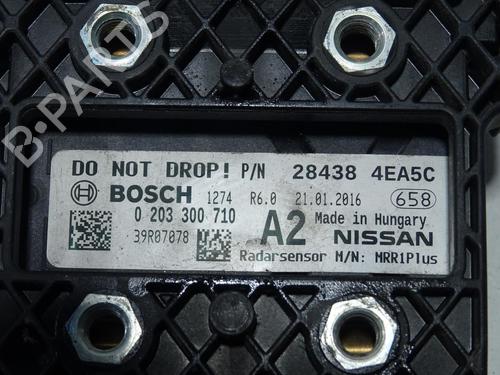 DO NOT DROP! P/N 28438 4EA5C
BOSCH 1274 R6.0 21.01.2016 658
0 203 300 710 A2 Made in Hungary
39R07078 NISSAN
Radarsensor M/N: MRR1Plus
B-PARTS